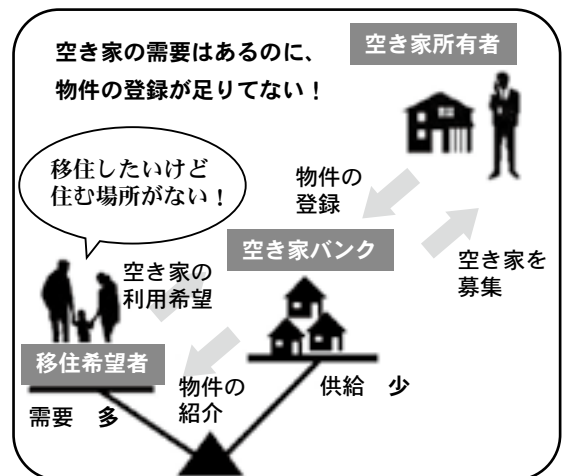 空き家の需要はあるのに、
物件の登録が足りてない！
空き家所有者
移住したいけど
住む場所がない！
物件の
登録
空き家バンク
空き家を
募集
空き家の
利用希望
移住希望者
物件の
紹介
供給　少
需要　多